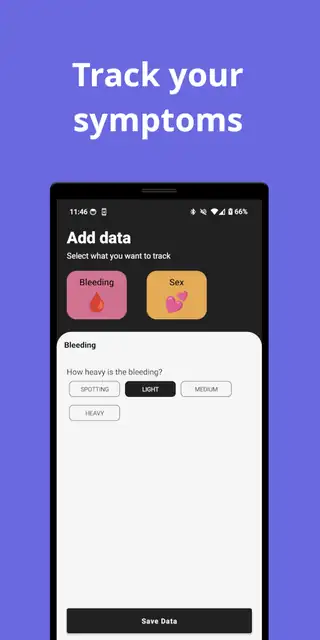 Track your
symptoms
11:46 66%
Add data
Select what you want to track
Bleeding Sex
Bleeding
How heavy is the bleeding?
SPOTTING LIGHT MEDIUM
HEAVY
Save Data